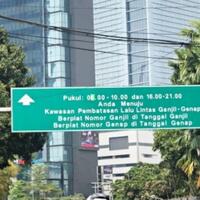 Pukul : 06.00 -10.00 dan 16.00-21.00
Anda Menuju
Kawasan Pembatasan Lalu Lintas Ganjil-Genap
Berplat Nomor Ganjil di Tanggal Ganjil
Berplat Nomor Genap di Tanggal Genap